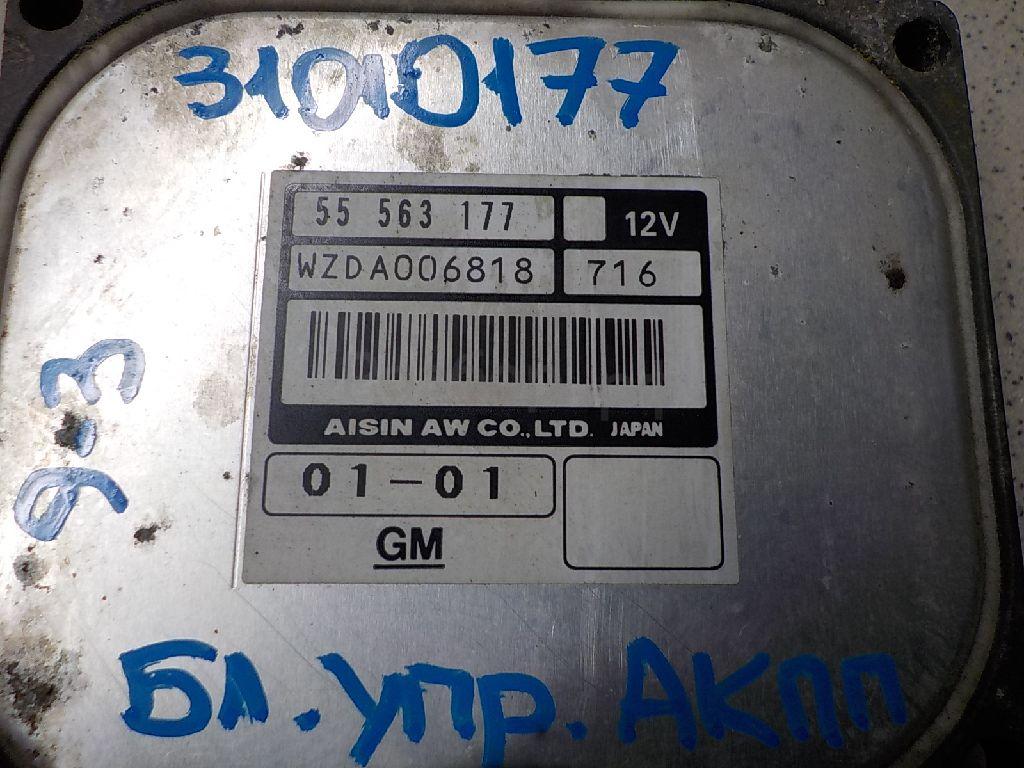 3101D177
55 563 177
12V
WZDA006818
716
AISIN AW CO.,LTD. JAPAN
01-01
GM
9-3
Бл.упр.АКПП